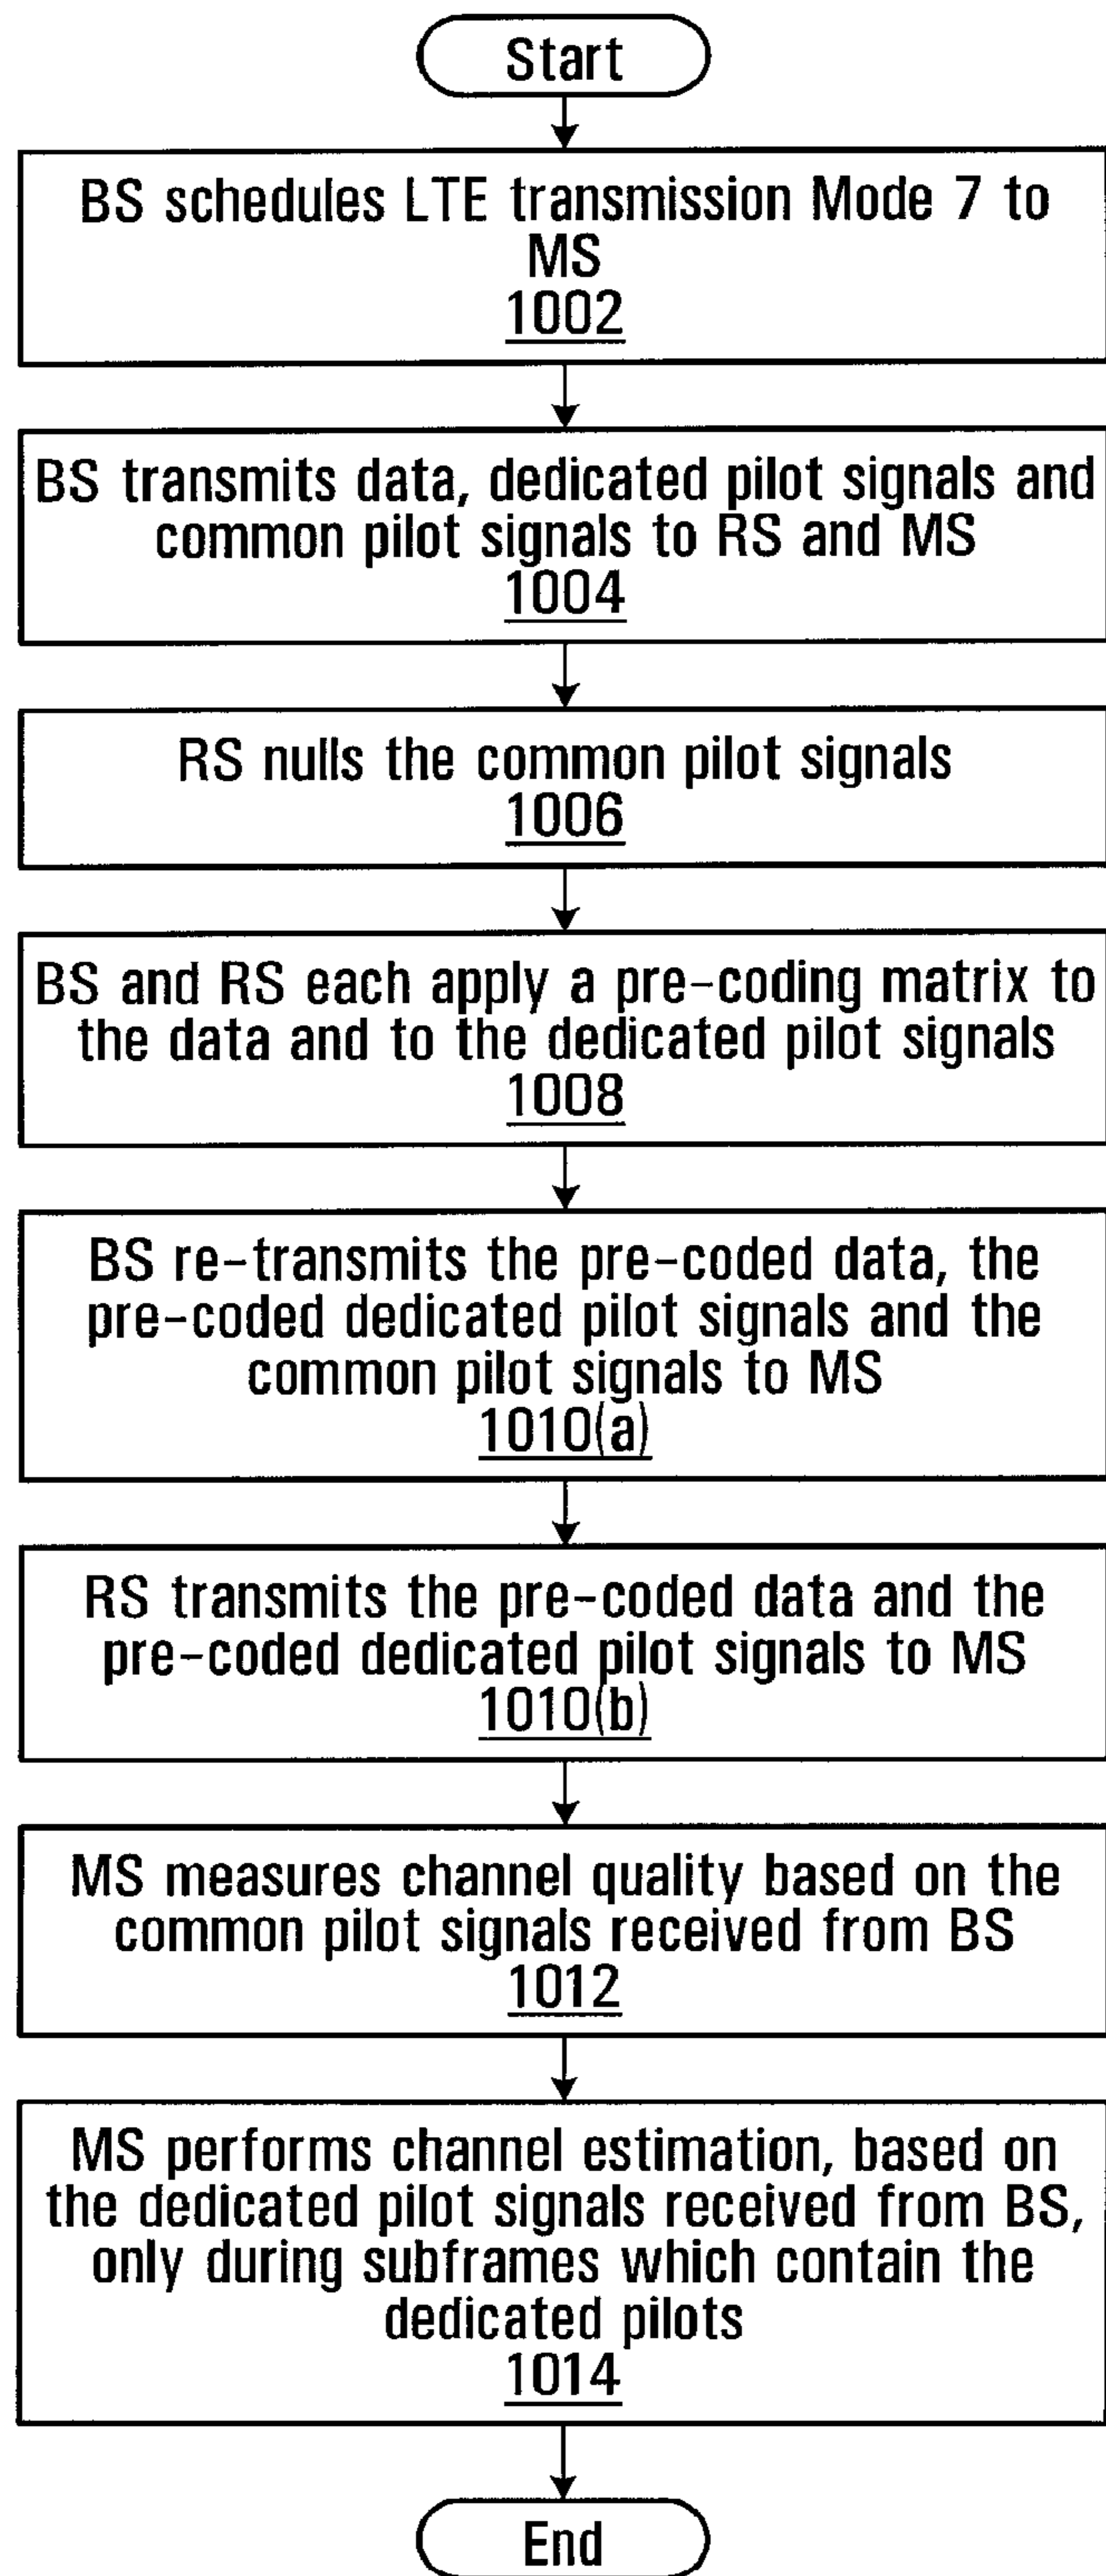 Start
BS schedules LTE transmission Mode 7 to
MS
1002
BS transmits data, dedicated pilot signals and
common pilot signals to RS and MS
1004
RS nulls the common pilot signals
1006
BS and RS each apply a pre-coding matrix to
the data and to the dedicated pilot signals
1008
BS re-transmits the pre-coded data, the
pre-coded dedicated pilot signals and the
common pilot signals to MS
1010(a)
RS transmits the pre-coded data and the
pre-coded dedicated pilot signals to MS
1010(b)
MS measures channel quality based on the
common pilot signals received from BS
1012
MS performs channel estimation, based on
the dedicated pilot signals received from BS,
only during subframes which contain the
dedicated pilots
1014
End